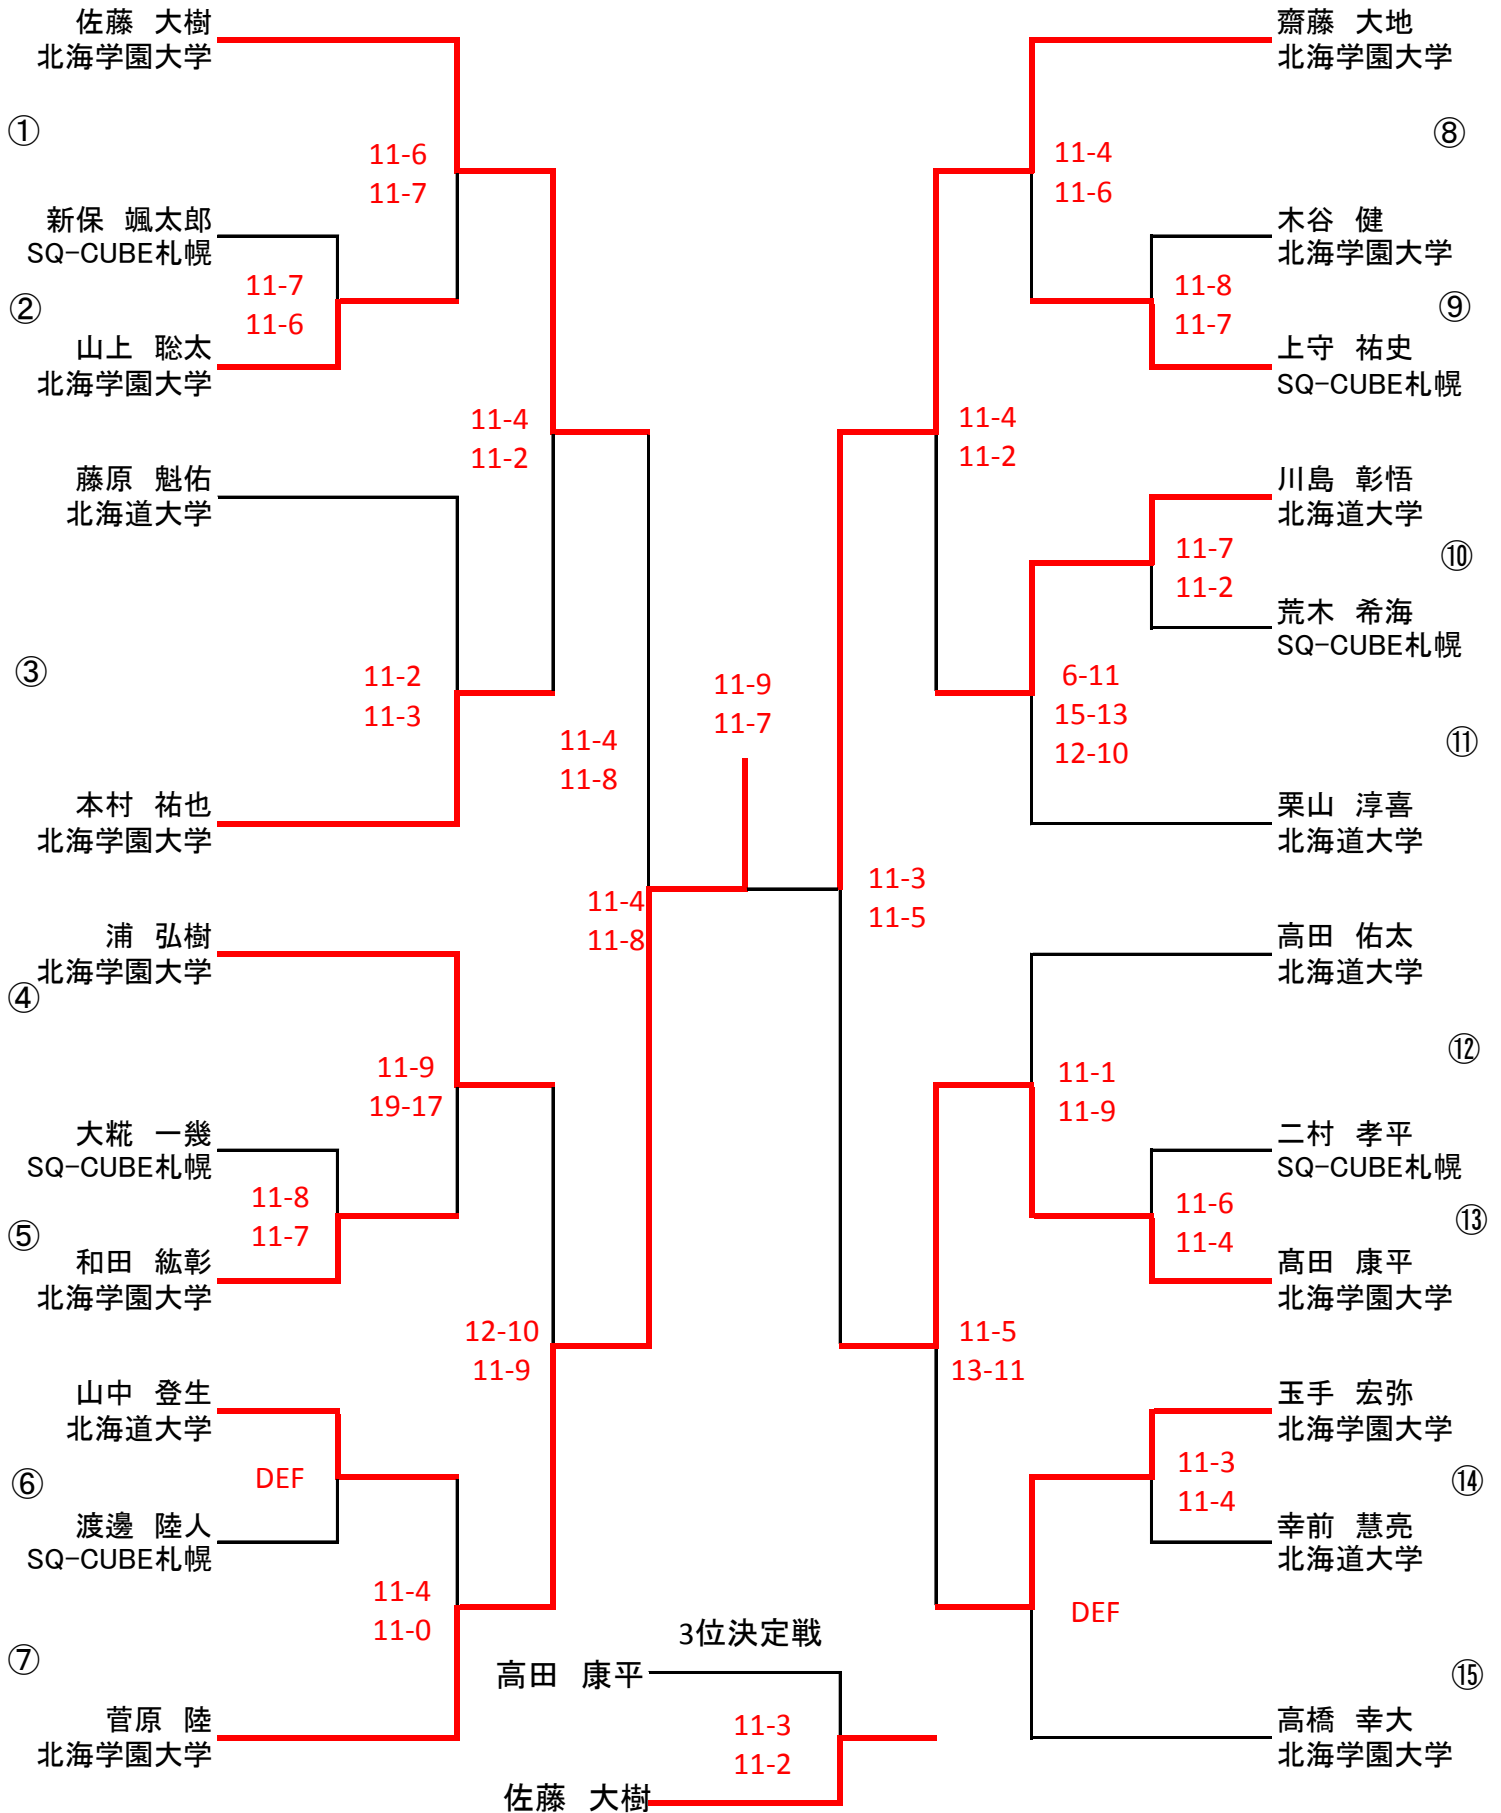 佐藤　大樹
北海学園大学
①
11-6
11-7
新保　颯太郎
SQ-CUBE札幌
11-7
11-6
②
山上　聡太
北海学園大学
11-4
11-2
藤原　魁佑
北海道大学
③
11-2
11-3
本村　祐也
北海学園大学
11-4
11-8
11-9
11-7
11-4
11-8
浦　弘樹
北海学園大学
④
11-9
19-17
大糀　一幾
SQ-CUBE札幌
11-8
11-7
⑤
和田　紘彰
北海学園大学
12-10
11-9
山中　登生
北海道大学
DEF
⑥
渡邊　陸人
SQ-CUBE札幌
11-4
11-0
⑦
菅原　陸
北海学園大学
齋藤　大地
北海学園大学
⑧
11-4
11-6
木谷　健
北海学園大学
11-8
11-7
⑨
上守　祐史
SQ-CUBE札幌
11-4
11-2
川島　彰悟
北海道大学
11-7
11-2
⑩
荒木　希海
SQ-CUBE札幌
6-11
15-13
12-10
⑪
栗山　淳喜
北海道大学
11-3
11-5
高田　佑太
北海道大学
⑫
11-1
11-9
二村　孝平
SQ-CUBE札幌
11-6
11-4
⑬
髙田　康平
北海学園大学
11-5
13-11
玉手　宏弥
北海学園大学
11-3
11-4
⑭
幸前　慧亮
北海道大学
DEF
⑮
高橋　幸大
北海学園大学
3位決定戦
高田　康平
11-3
11-2
佐藤　大樹